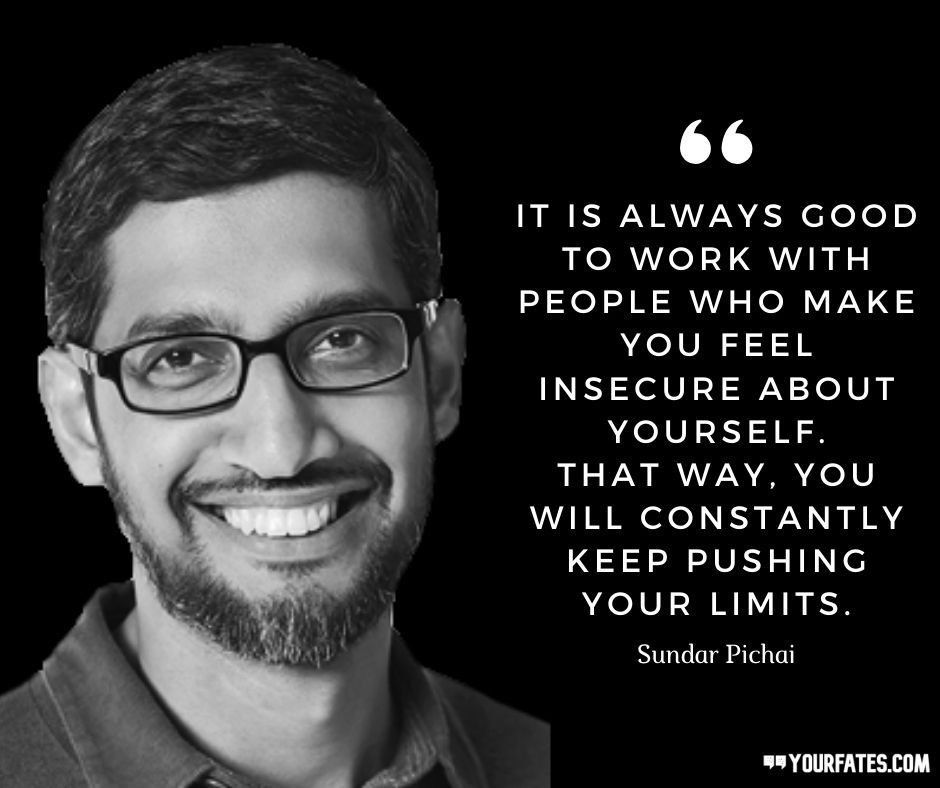 IT IS ALWAYS GOOD
TO WORK WITH
PEOPLE WHO MAKE
YOU FEEL
INSECURE ABOUT
YOURSELF.
THAT WAY, YOU
WILL CONSTANTLY
KEEP PUSHING
YOUR LIMITS.
Sundar Pichai
YOURFATES.COM